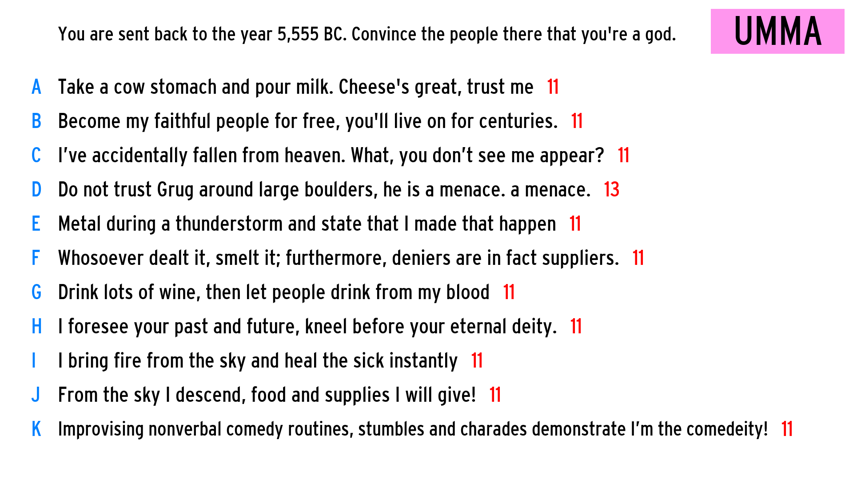 You are sent back to the year 5,555 BC. Convince the people there that you're a god.
UMMA
A Take a cow stomach and pour milk. Cheese's great, trust me 11
B Become my faithful people for free, you'll live on for centuries. 11
C I’ve accidentally fallen from heaven. What, you don’t see me appear? 11
D Do not trust Grug around large boulders, he is a menace. a menace. 13
E Metal during a thunderstorm and state that I made that happen 11
F Whosoever dealt it, smelt it; furthermore, deniers are in fact suppliers. 11
G Drink lots of wine, then let people drink from my blood 11
H I foresee your past and future, kneel before your eternal deity. 11
I I bring fire from the sky and heal the sick instantly 11
J From the sky I descend, food and supplies I will give! 11
K Improvising nonverbal comedy routines, stumbles and charades demonstrate I’m the comedeity! 11